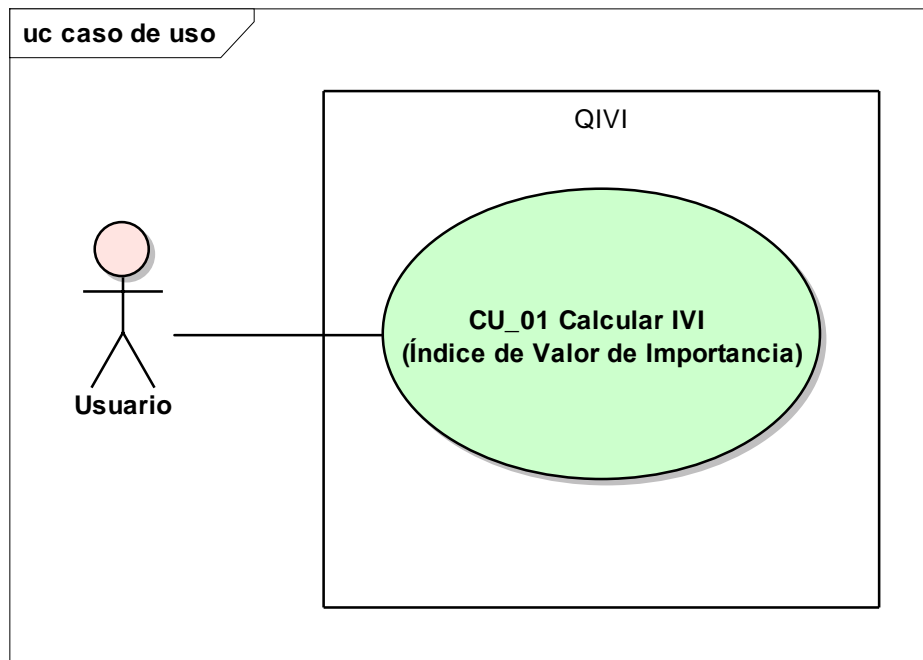 uc caso de uso
QIVI
CU_01 Calcular IVI
(Índice de Valor de Importancia)
Usuario